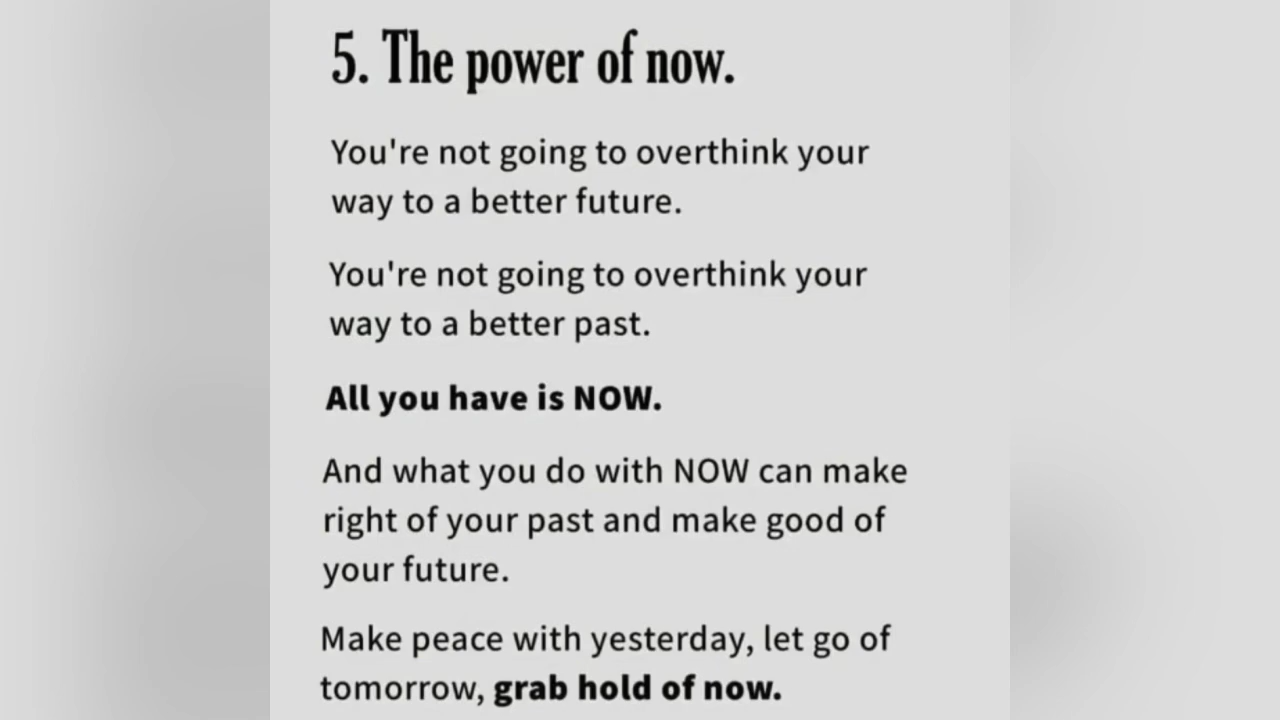 5. The power of now.
You're not going to overthink your
way to a better future.
You're not going to overthink your
way to a better past.
All you have is NOW.
And what you do with NOW can make
right of your past and make good of
your future.
Make peace with yesterday, let go of
tomorrow, grab hold of now.